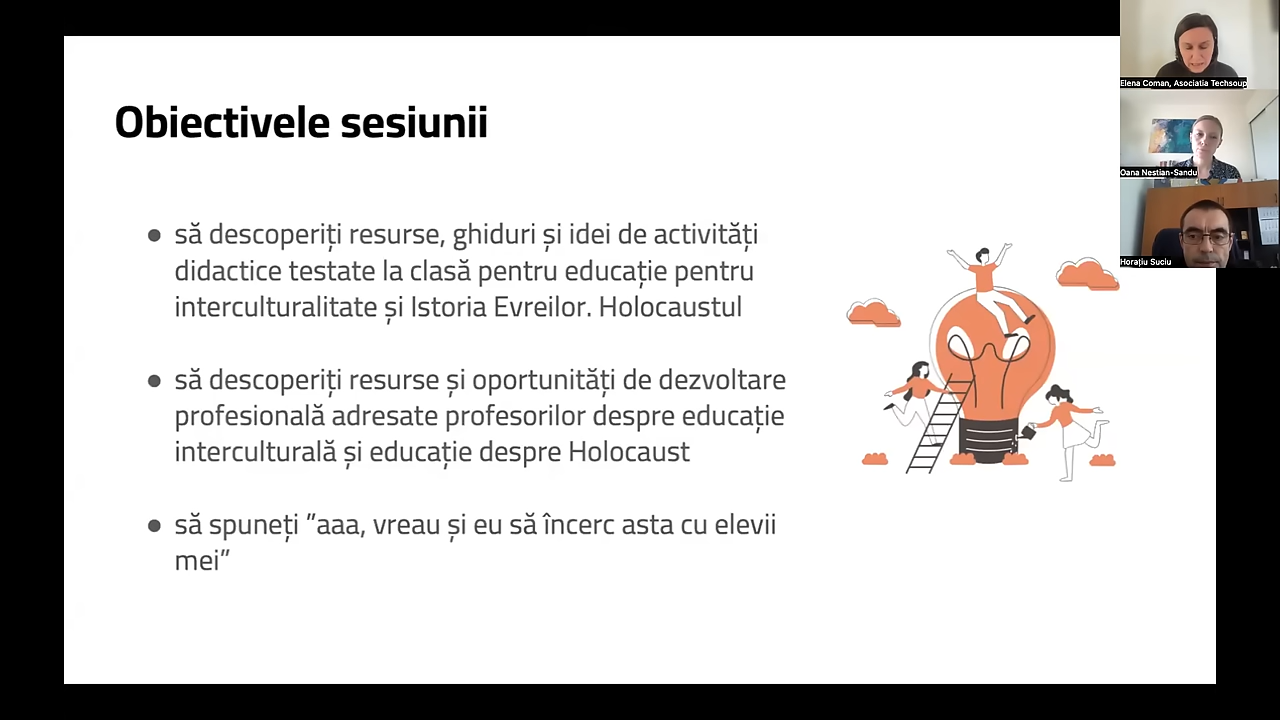 Obiectivele sesiunii
● să descoperiți resurse, ghiduri și idei de activități
didactice testate la clasă pentru educație pentru
interculturalitate și Istoria Evreilor. Holocaustul
● să descoperiți resurse și oportunități de dezvoltare
profesională adresate profesorilor despre educație
interculturală și educație despre Holocaust
● să spuneți ”aaa, vreau și eu să încerc asta cu elevii
mei”
Elena Coman, Asociatia Techsoup
Oana Nestian-Sandu
Horațiu Suciu